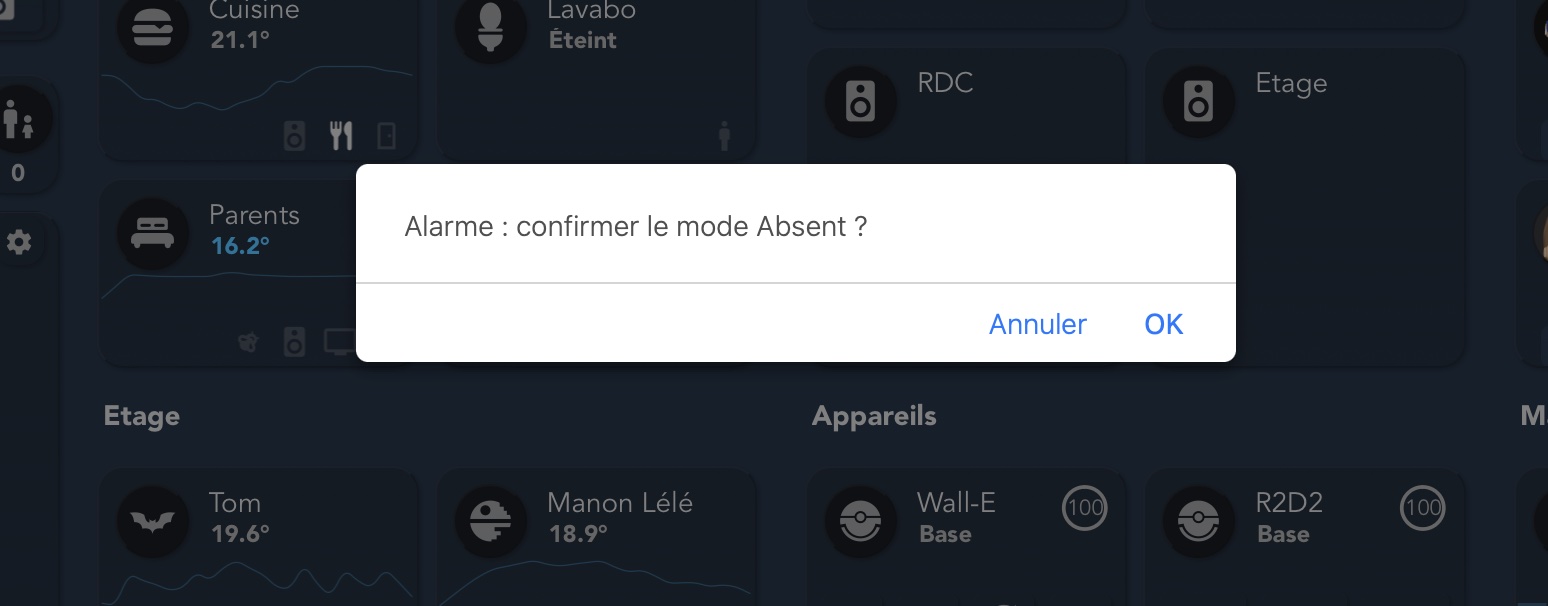 Cuisine
21.1°
Lavabo
Éteint
RDC
Etage
0
Parents
16.2°
Alarme : confirmer le mode Absent ?
Annuler
OK
Etage
Appareils
Tom
19.6°
Manon Lélé
18.9°
Wall-E
Base
100
R2D2
Base
100